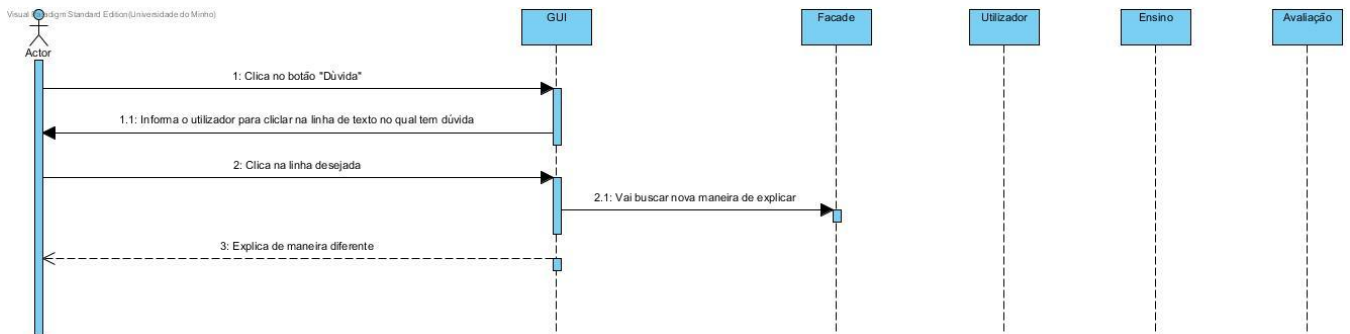 Visual Paradigm Standard Edition(Universidade do Minho)
GUI
Facade
Utilizador
Ensino
Avaliação
Actor
1: Clica no botão "Dùvida"
1.1: Informa o utilizador para cliclar na linha de texto no qual tem dúvida
2: Clica na linha desejada
2.1: Vai buscar nova maneira de explicar
3: Explica de maneira diferente